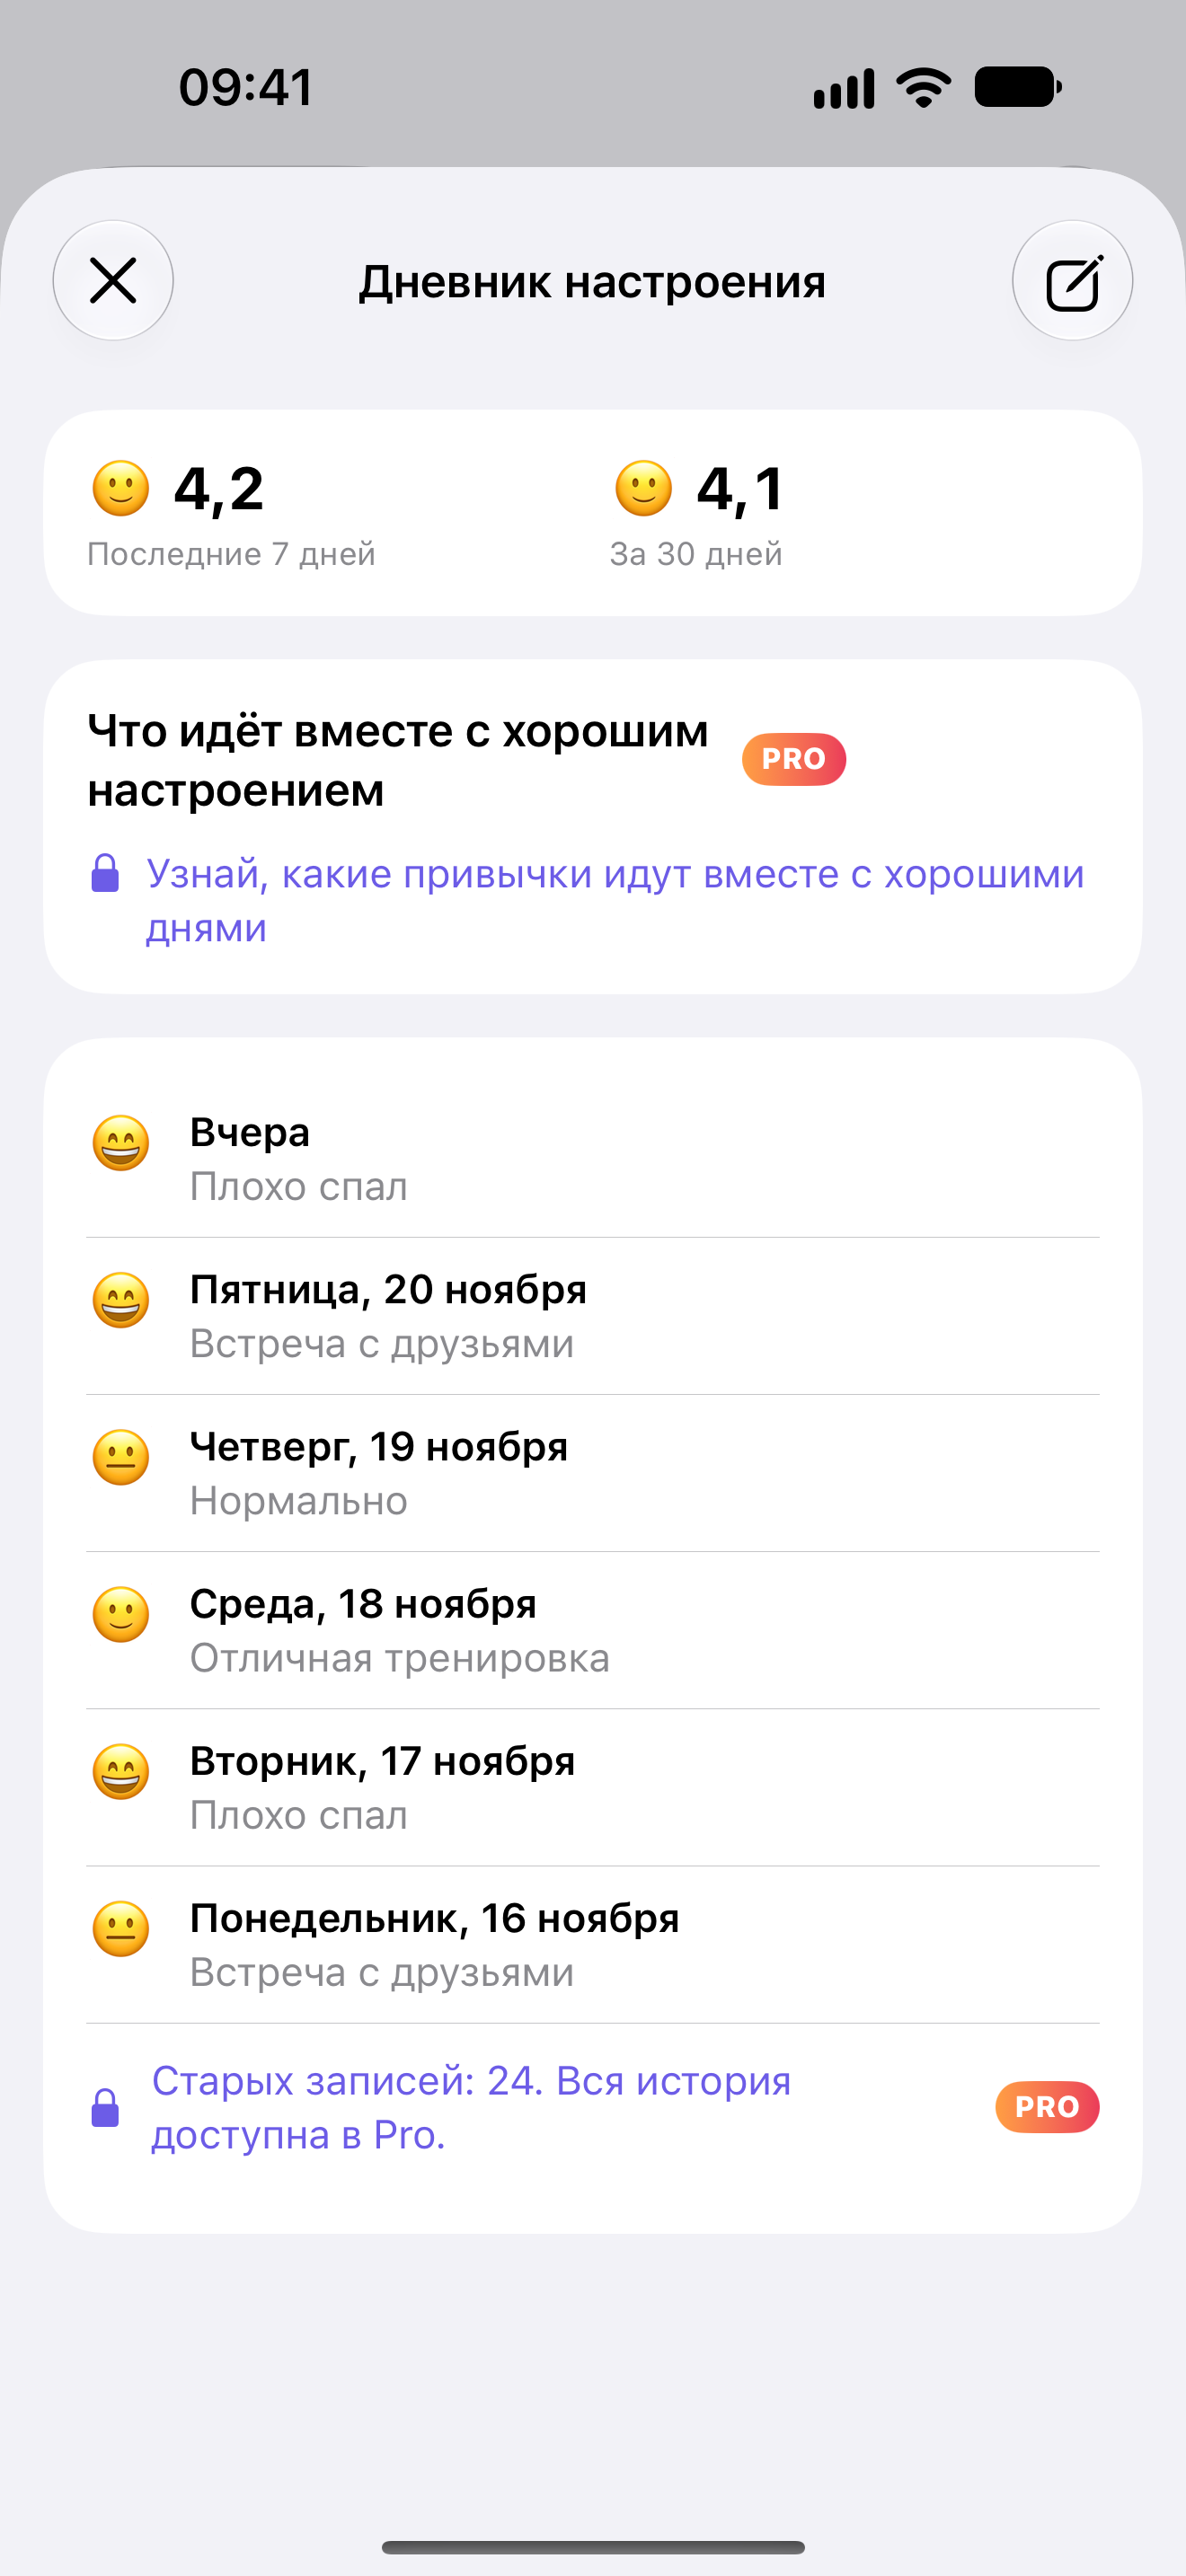 09:41
Дневник настроения
4,2
Последние 7 дней
4,1
За 30 дней
Что идёт вместе с хорошим
настроением
PRO
Узнай, какие привычки идут вместе с хорошими
днями
Вчера
Плохо спал
Пятница, 20 ноября
Встреча с друзьями
Четверг, 19 ноября
Нормально
Среда, 18 ноября
Отличная тренировка
Вторник, 17 ноября
Плохо спал
Понедельник, 16 ноября
Встреча с друзьями
Старых записей: 24. Вся история
доступна в Pro.
PRO